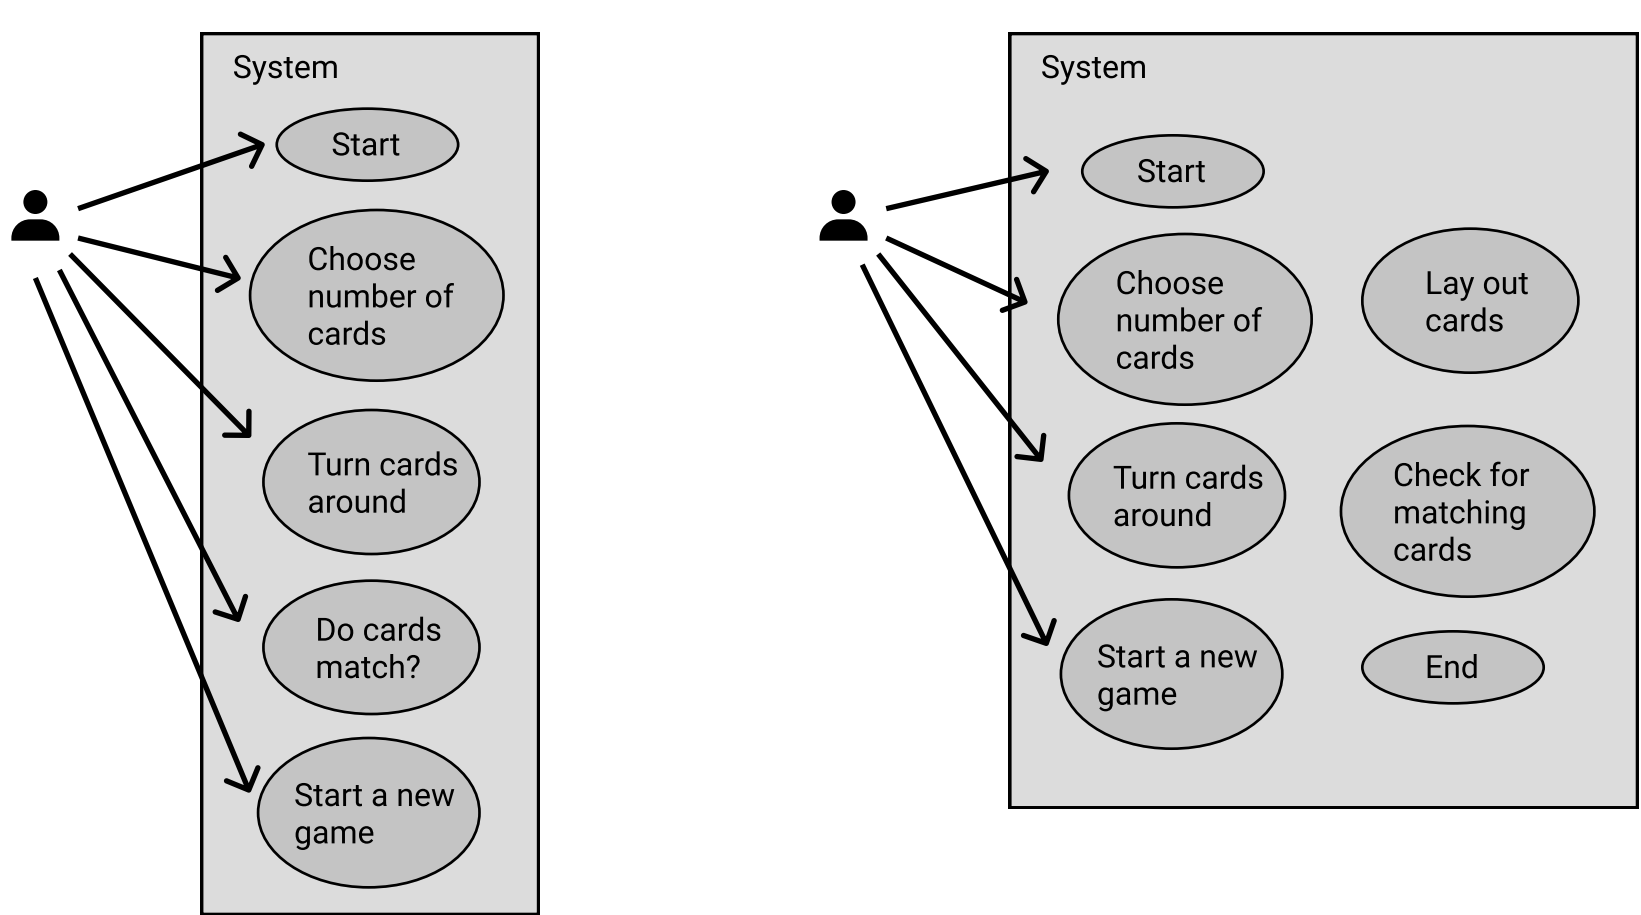 System
Start
Choose
number of
cards
Turn cards
around
Do cards
match?
Start a new
game
System
Start
Choose
number of
cards
Turn cards
around
Start a new
game
Lay out
cards
Check for
matching
cards
End